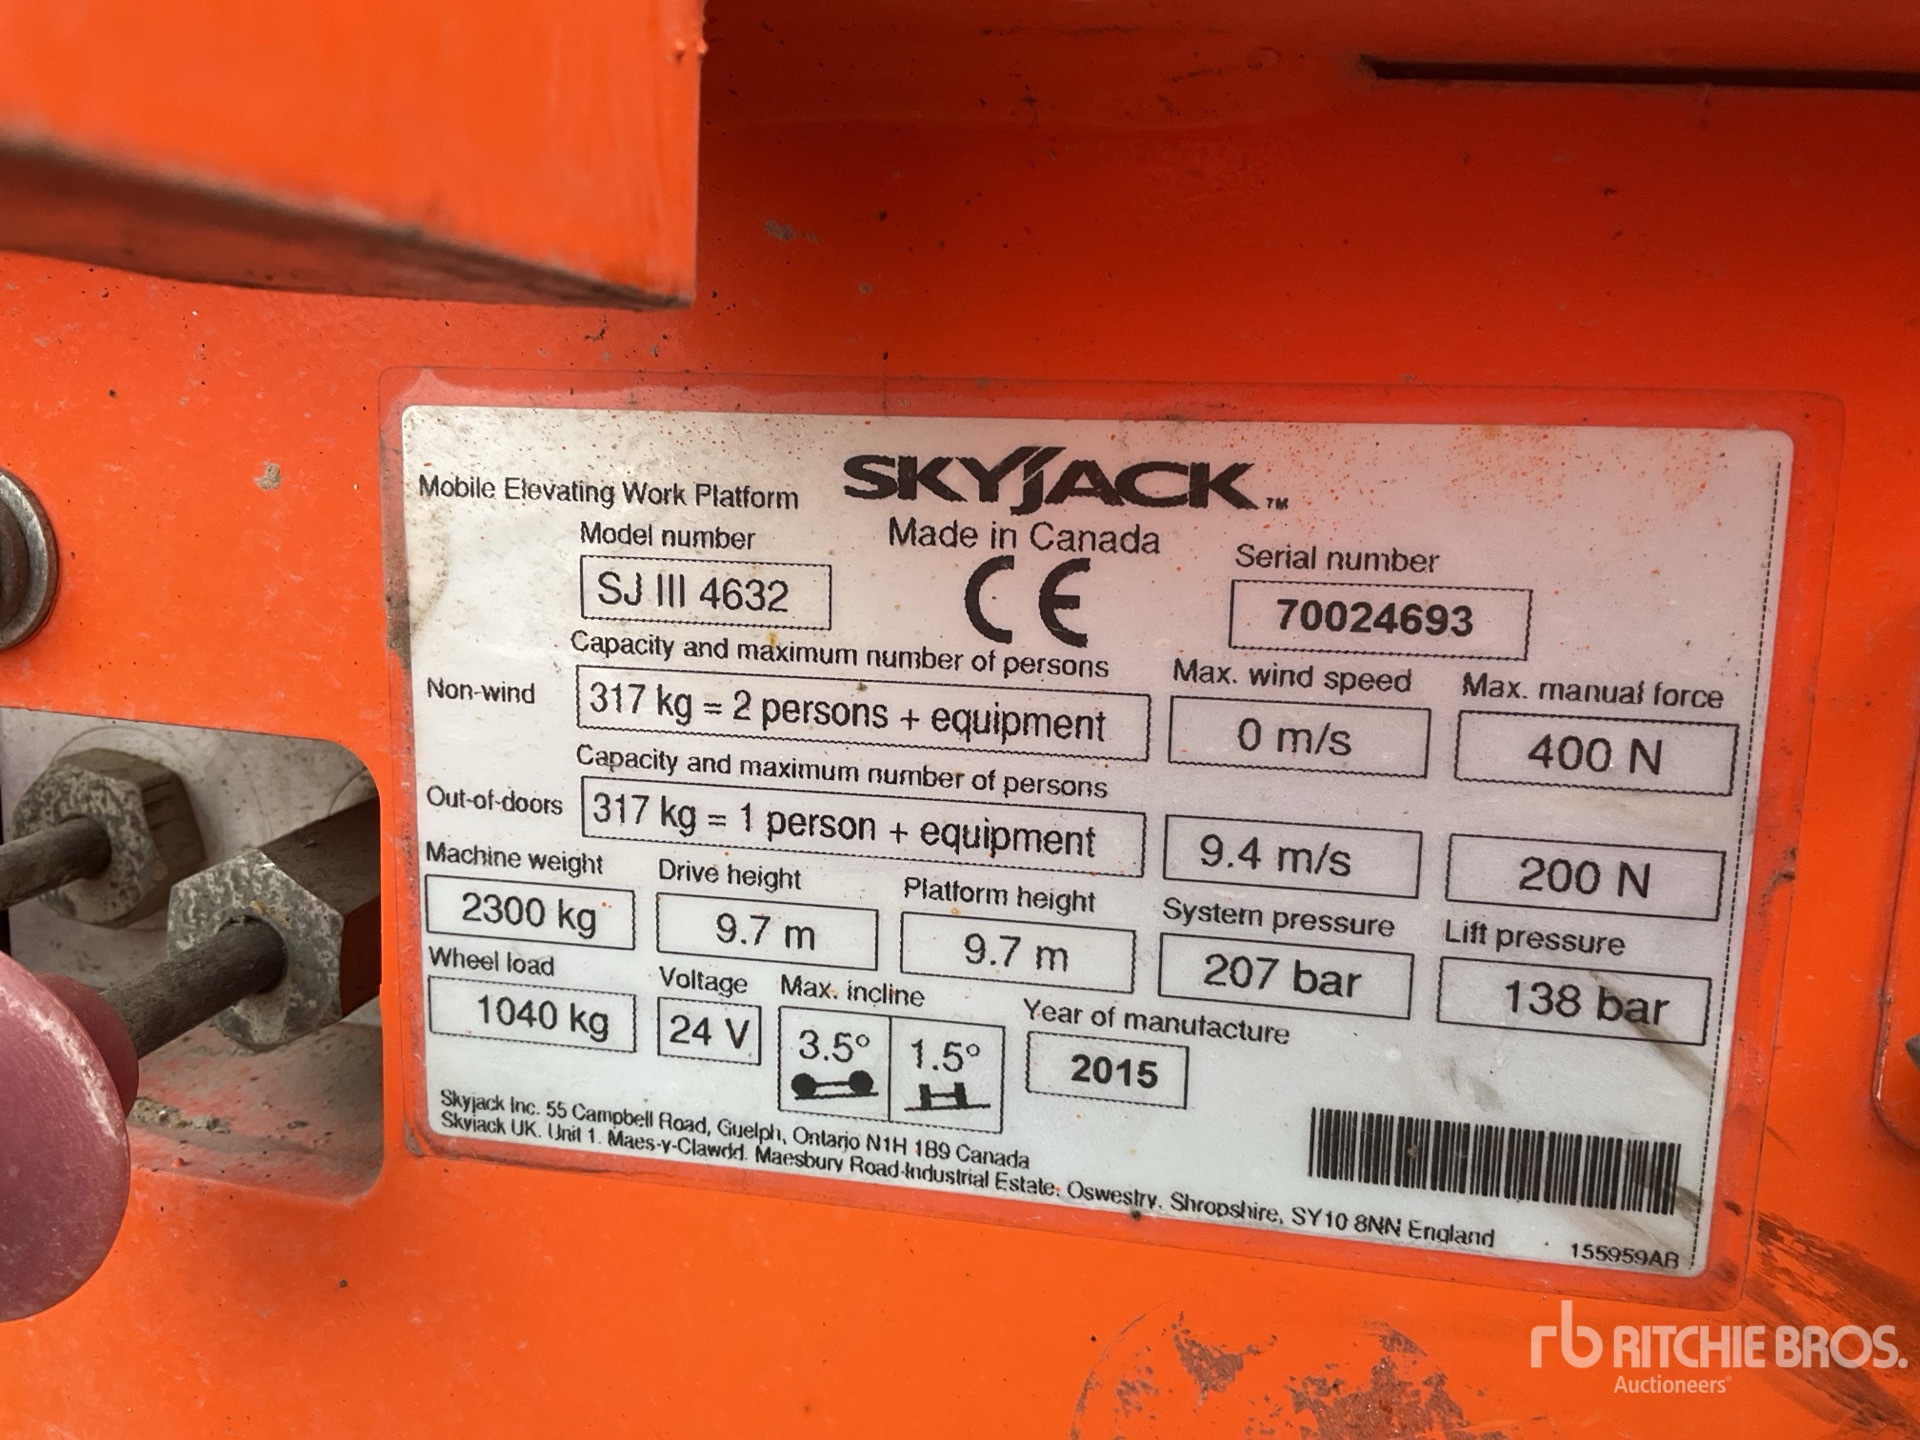 SKYJACK™
Mobile Elevating Work Platform
Made in Canada
Model number
SJ III 4632
CE
Serial number
70024693
Capacity and maximum number of persons
Max. wind speed
Max. manual force
Non-wind
317 kg = 2 persons + equipment
0 m/s
400 N
Capacity and maximum number of persons
Out-of-doors
317 kg = 1 person + equipment
9.4 m/s
200 N
Machine weight
Drive height
Platform height
System pressure
Lift pressure
2300 kg
9.7 m
9.7 m
207 bar
138 bar
Wheel load
Voltage
Max. incline
Year of manufacture
1040 kg
24 V
3.5°
1.5°
2015
Skyjack Inc. 55 Campbell Road, Guelph, Ontario N1H 1B9 Canada
Skyjack UK. Unit 1. Maes-y-Clawdd. Maesbury Road Industrial Estate. Oswestry. Shropshire, SY10 8NN England
155959AB
rb RITCHIE BROS.
Auctioneers